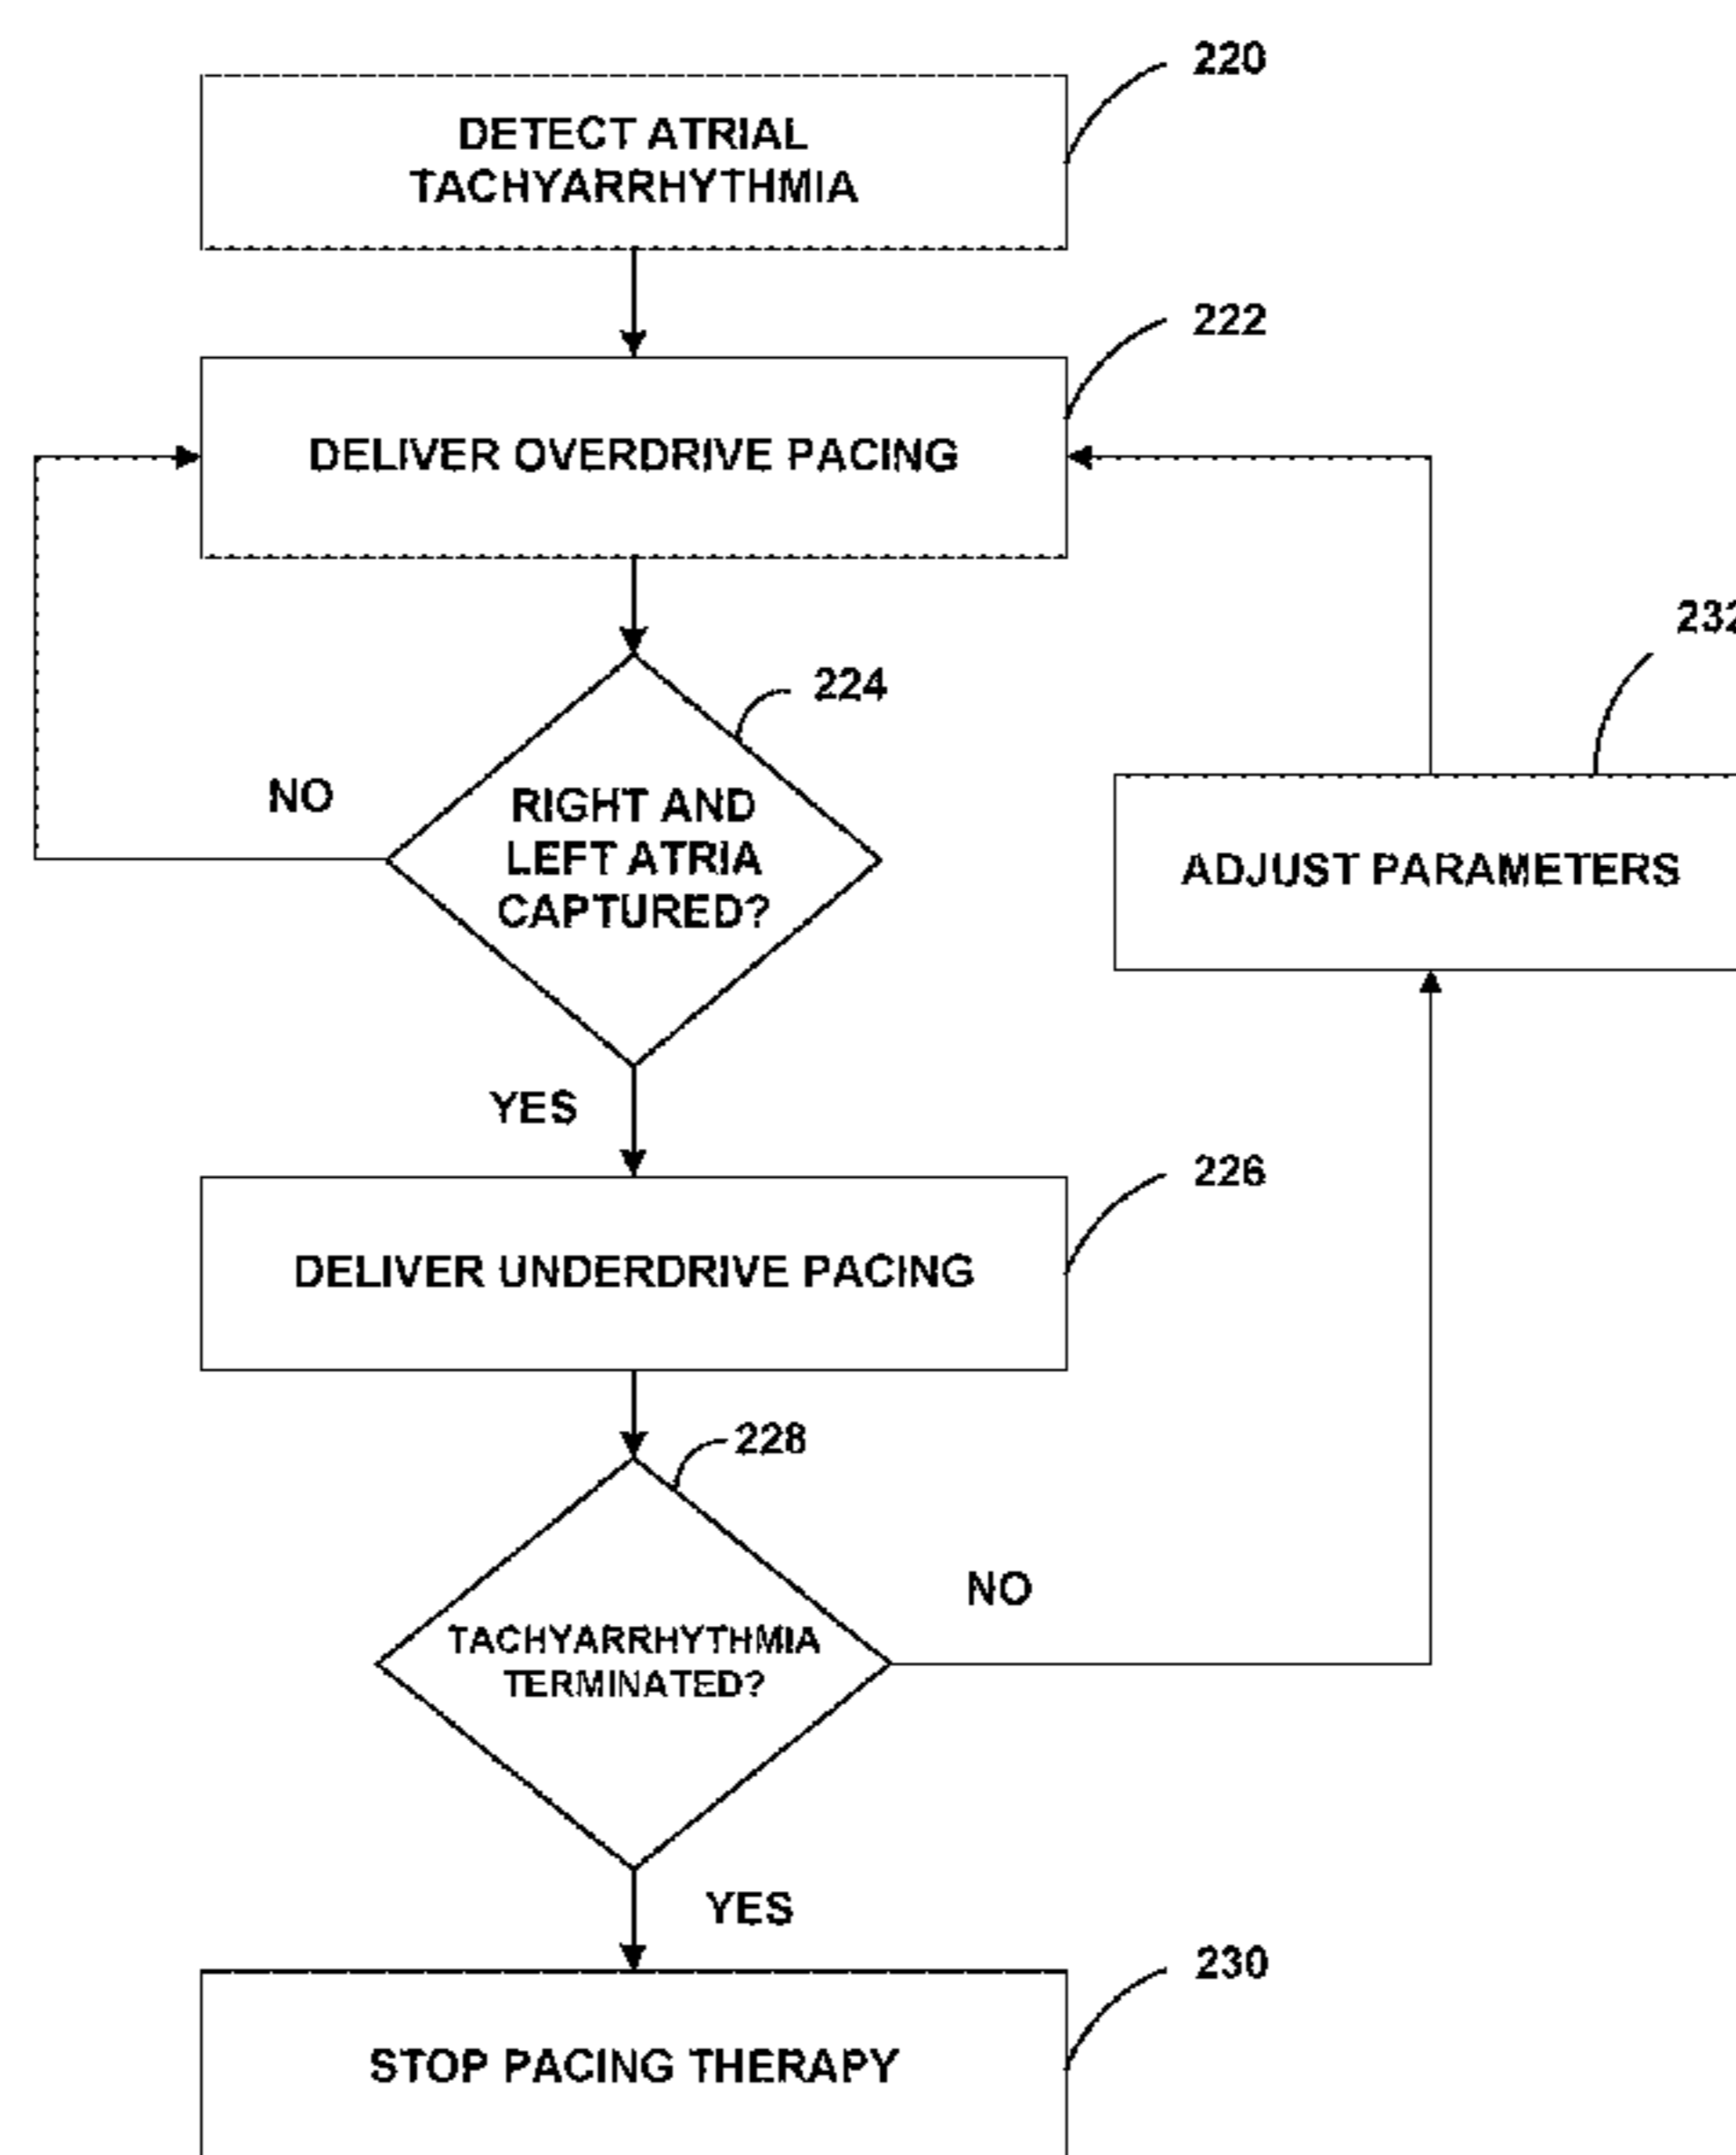 220
DETECT ATRIAL
TACHYARRHYTHMIA
222
DELIVER OVERDRIVE PACING
232
224
NO
RIGHT AND
LEFT ATRIA
CAPTURED?
ADJUST PARAMETERS
YES
226
DELIVER UNDERDRIVE PACING
228
NO
TACHYARRHYTHMIA
TERMINATED?
YES
230
STOP PACING THERAPY